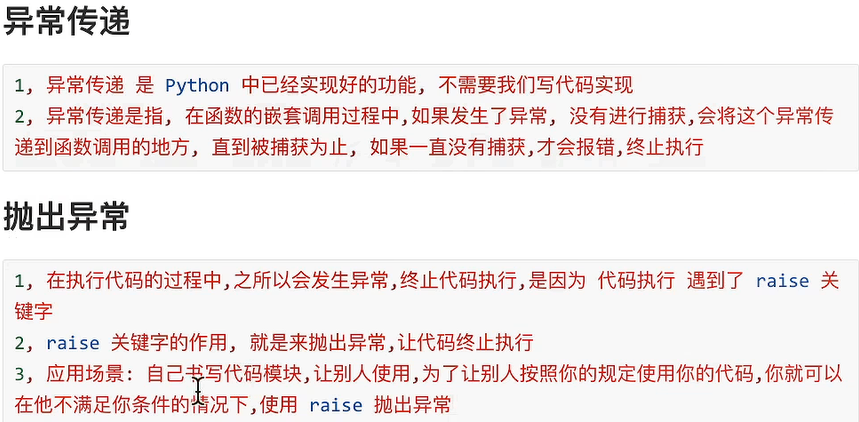 异常传递
1, 异常传递 是 Python 中已经实现好的功能, 不需要我们写代码实现
2, 异常传递是指, 在函数的嵌套调用过程中,如果发生了异常, 没有进行捕获,会将这个异常传
递到函数调用的地方, 直到被捕获为止, 如果一直没有捕获,才会报错,终止执行
抛出异常
1, 在执行代码的过程中,之所以会发生异常,终止代码执行,是因为 代码执行 遇到了 raise 关
键字
2, raise 关键字的作用, 就是来抛出异常,让代码终止执行
3, 应用场景: 自己书写代码模块,让别人使用,为了让别人按照你的规定使用你的代码,你就可以
在他不满足你条件的情况下,使用 raise 抛出异常